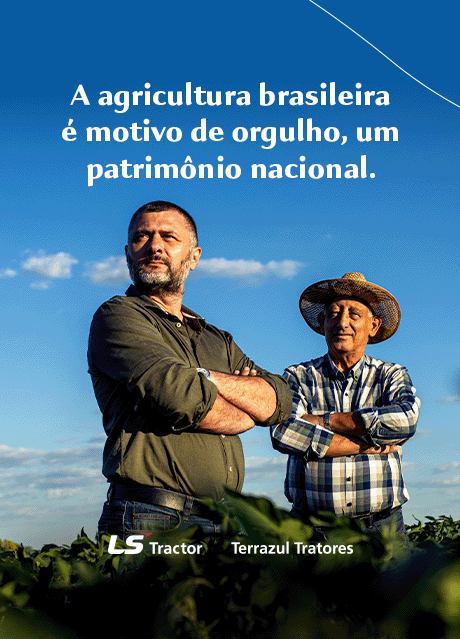 A agricultura brasileira
é motivo de orgulho, um
patrimônio nacional.
LS Tractor
Terrazul Tratores